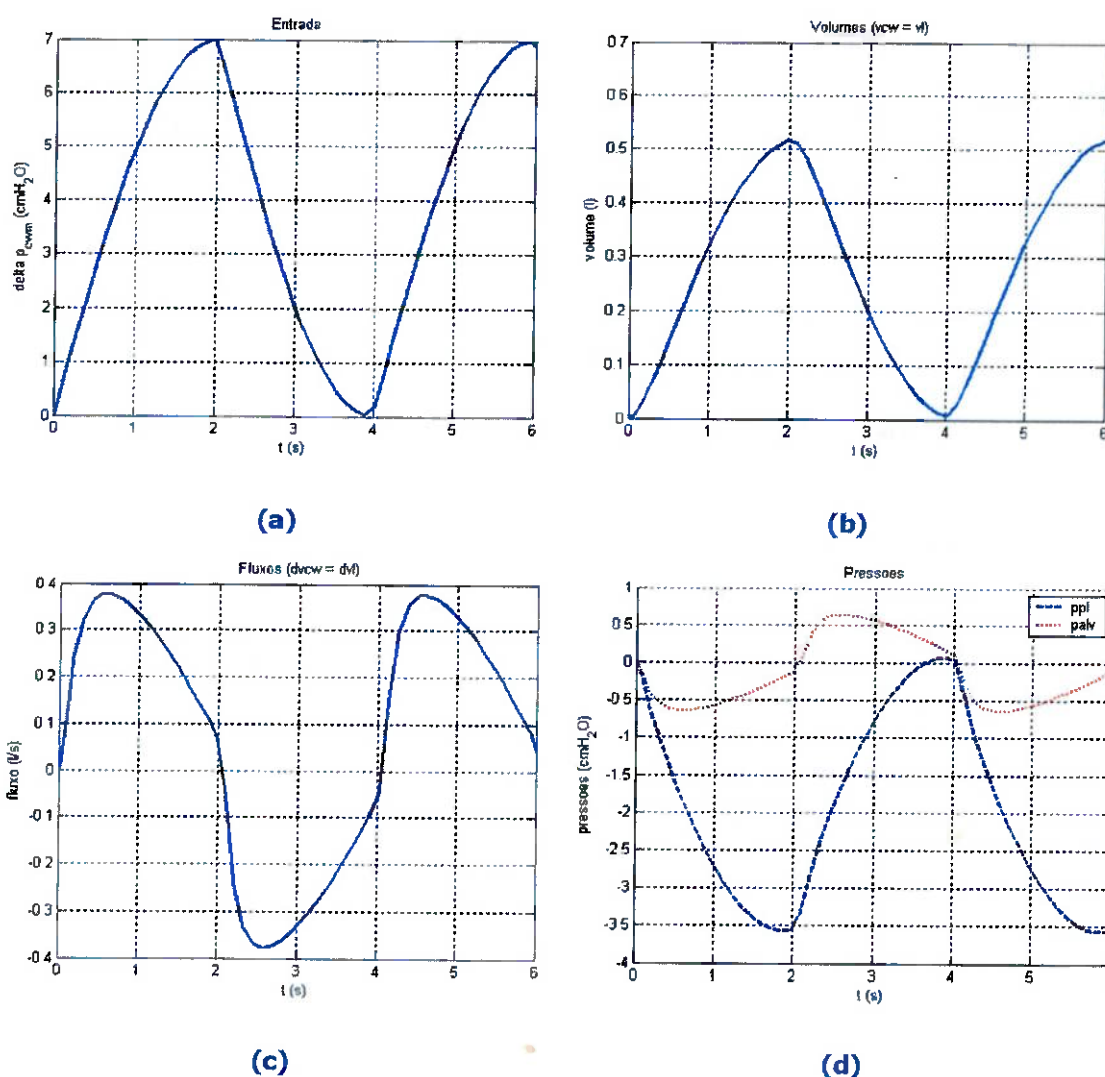 Entrada
7
6
5
4
3
2
1
0
0 1 2 3 4 5 6
delta p_cwm (cmH2O)
t (s)
(a)
Volumes (vcw = vl)
0.7
0.6
0.5
0.4
0.3
0.2
0.1
0
0 1 2 3 4 5 6
volume (l)
t (s)
(b)
Fluxos (dvcw = dvl)
0.4
0.3
0.2
0.1
0
-0.1
-0.2
-0.3
-0.4
0 1 2 3 4 5 6
fluxo (l/s)
t (s)
(c)
Pressoes
ppl
palv
1
0.5
0
-0.5
-1
-1.5
-2
-2.5
-3
-3.5
-4
0 1 2 3 4 5 6
pressoes (cmH2O)
t (s)
(d)